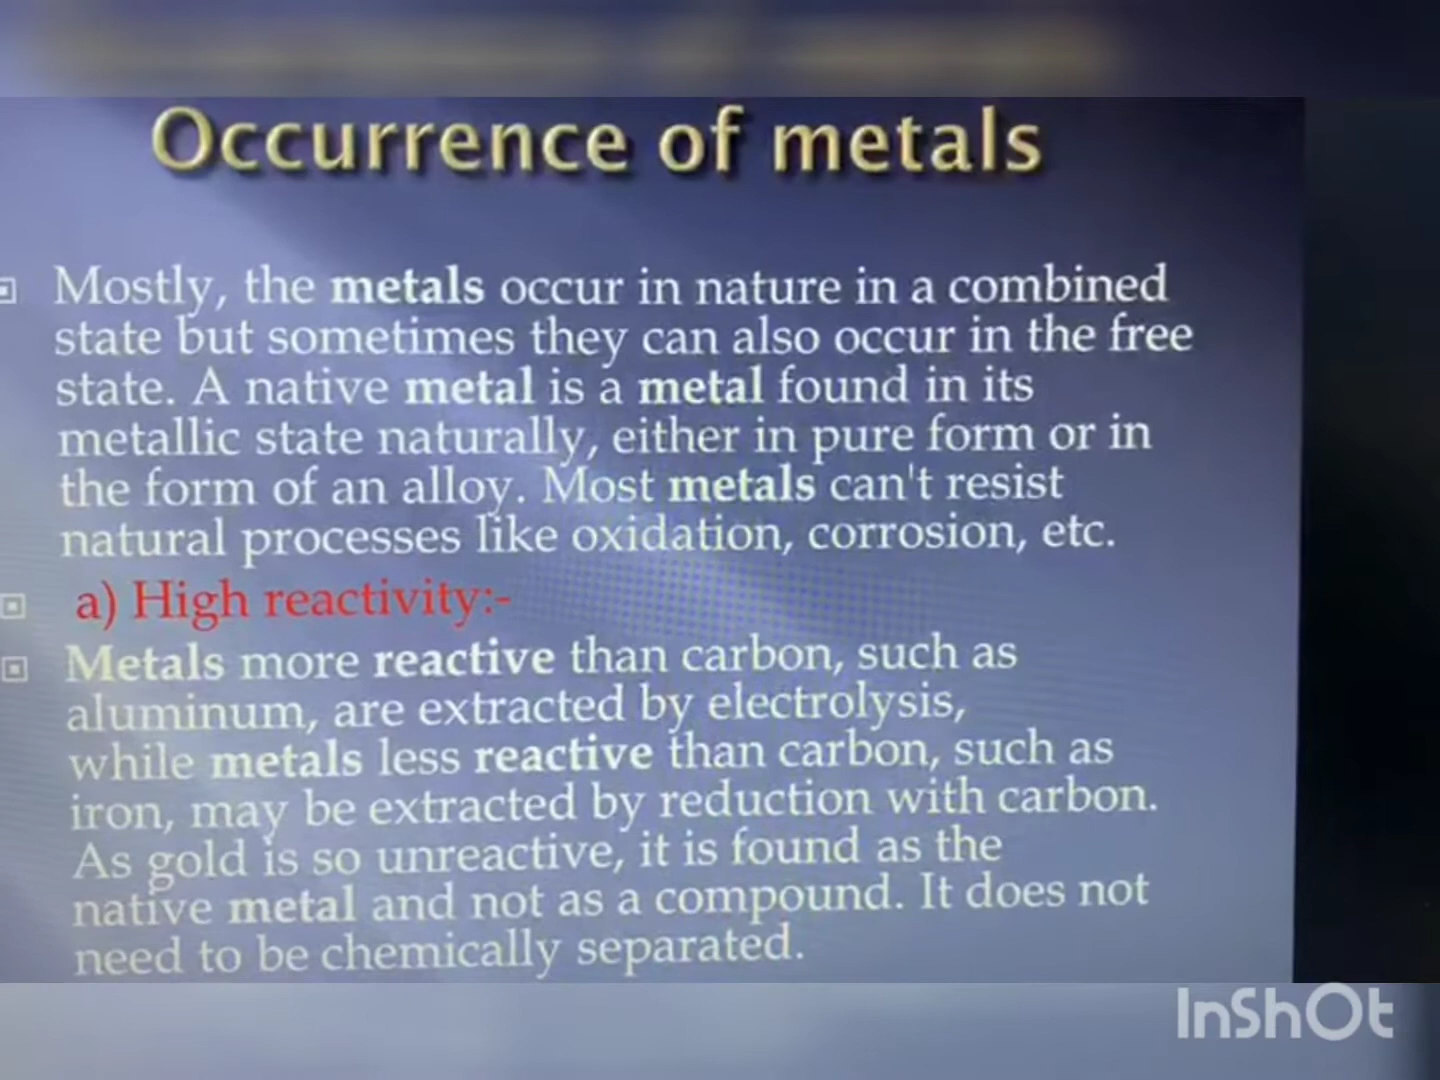 Occurrence of metals
Mostly, the metals occur in nature in a combined
state but sometimes they can also occur in the free
state. A native metal is a metal found in its
metallic state naturally, either in pure form or in
the form of an alloy. Most metals can't resist
natural processes like oxidation, corrosion, etc.
a) High reactivity:-
Metals more reactive than carbon, such as
aluminum, are extracted by electrolysis,
while metals less reactive than carbon, such as
iron, may be extracted by reduction with carbon.
As gold is so unreactive, it is found as the
native metal and not as a compound. It does not
need to be chemically separated.
InShOt